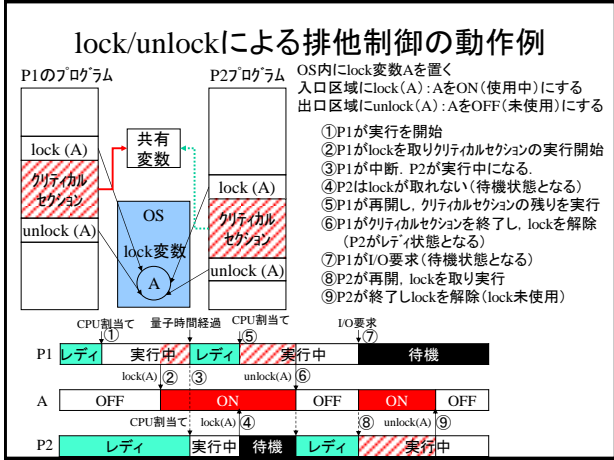 lock/unlockによる排他制御の動作例
P1のプログラム
P2プログラム
OS内にlock変数Aを置く
入口区域にlock(A):AをON(使用中)にする
出口区域にunlock(A):AをOFF(未使用)にする
lock (A)
クリティカル
セクション
unlock (A)
共有
変数
OS
lock変数
A
lock (A)
クリティカル
セクション
unlock (A)
①P1が実行を開始
②P1がlockを取りクリティカルセクションの実行開始
③P1が中断. P2が実行中になる.
④P2はlockが取れない(待機状態となる)
⑤P1が再開し,クリティカルセクションの残りを実行
⑥P1がクリティカルセクションを終了し, lockを解除
(P2がレディ状態となる)
⑦P1がI/O要求(待機状態となる)
⑧P2が再開, lockを取り実行
⑨P2が終了しlockを解除(lock未使用)
CPU割当て 量子時間経過 CPU割当て I/O要求
① ⑤ ⑦
P1 レディ 実行中 レディ 実行中 待機
lock(A) ② ③ unlock(A) ⑥
A OFF ON OFF ON OFF
CPU割当て lock(A) ④ ⑧ unlock(A) ⑨
P2 レディ 実行中 待機 レディ 実行中